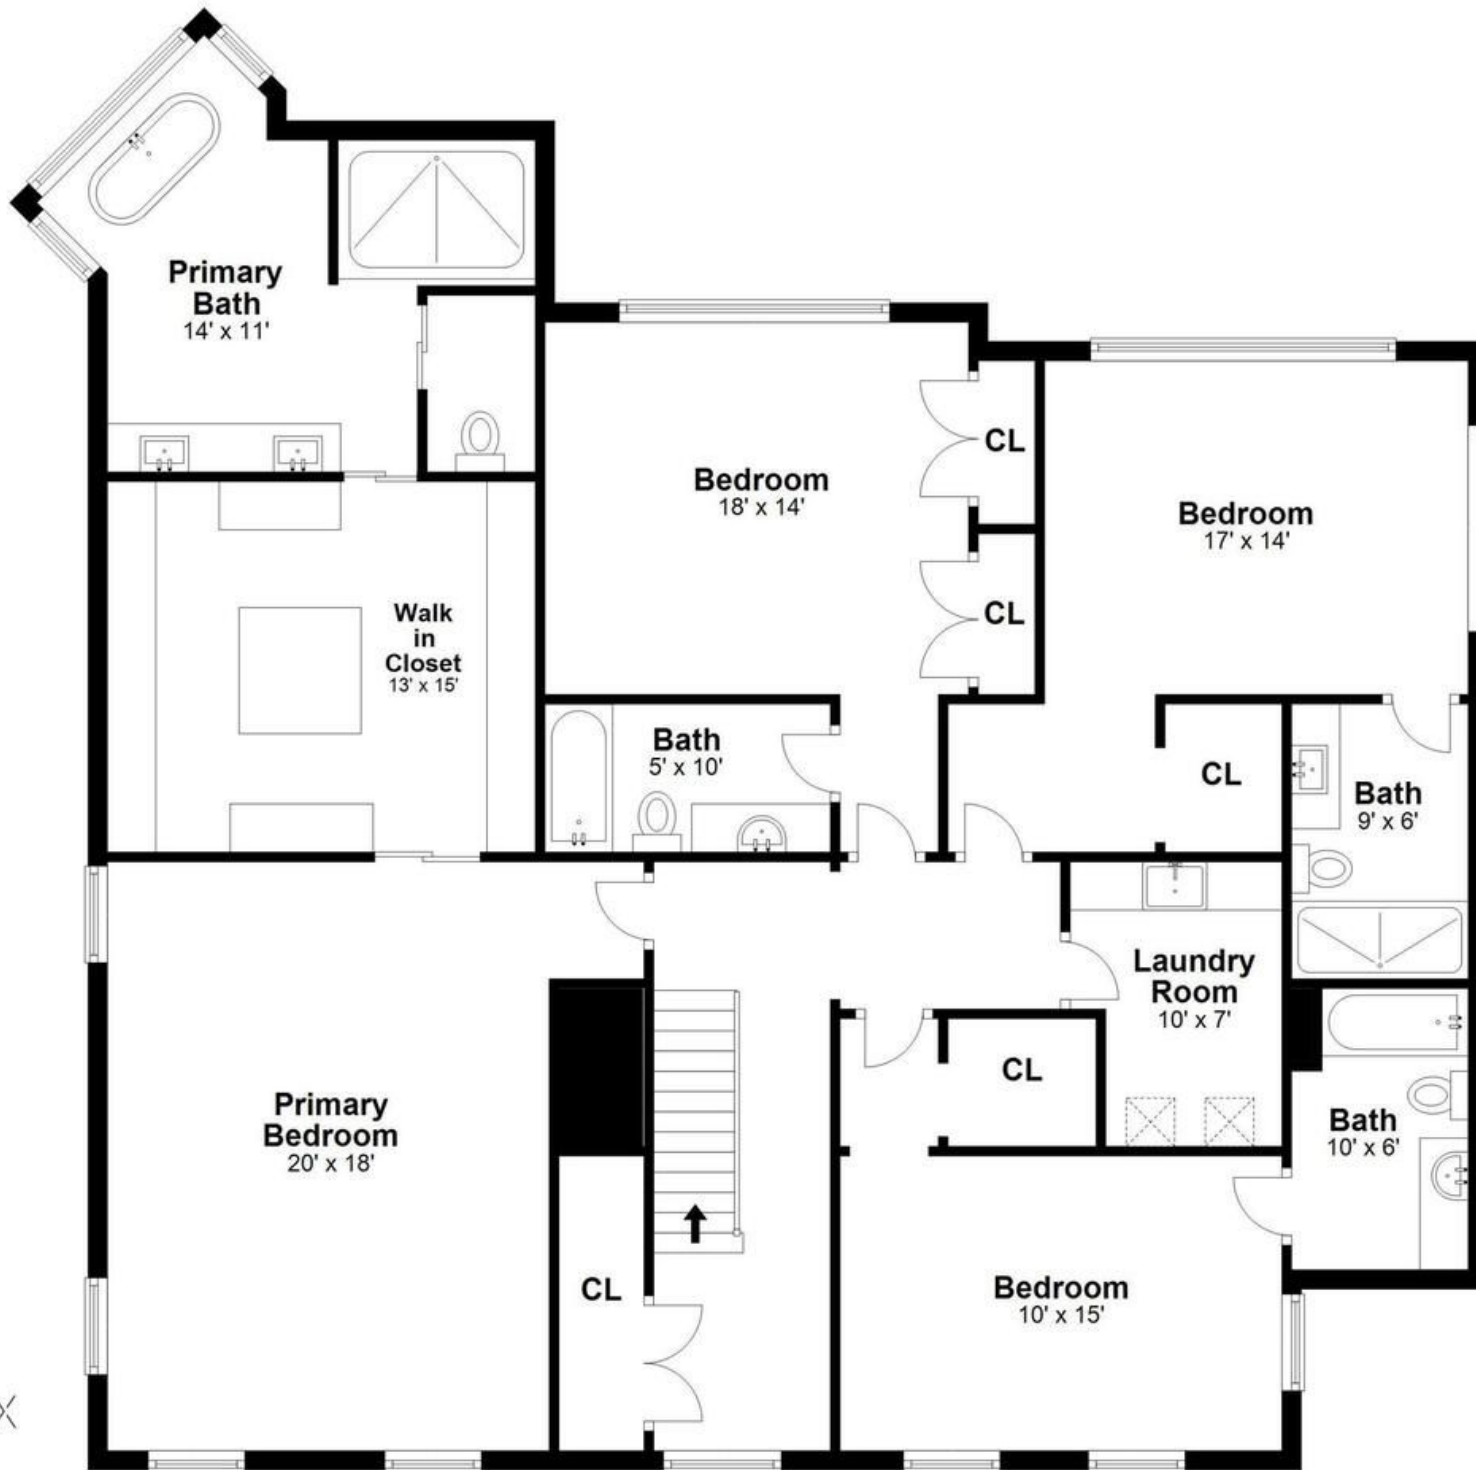 Primary
Bath
14' x 11'
Bedroom
18' x 14'
CL
CL
Bedroom
17' x 14'
Walk
in
Closet
13' x 15'
Bath
5' x 10'
CL
Bath
9' x 6'
Laundry
Room
10' x 7'
CL
Primary
Bedroom
20' x 18'
Bath
10' x 6'
CL
Bedroom
10' x 15'